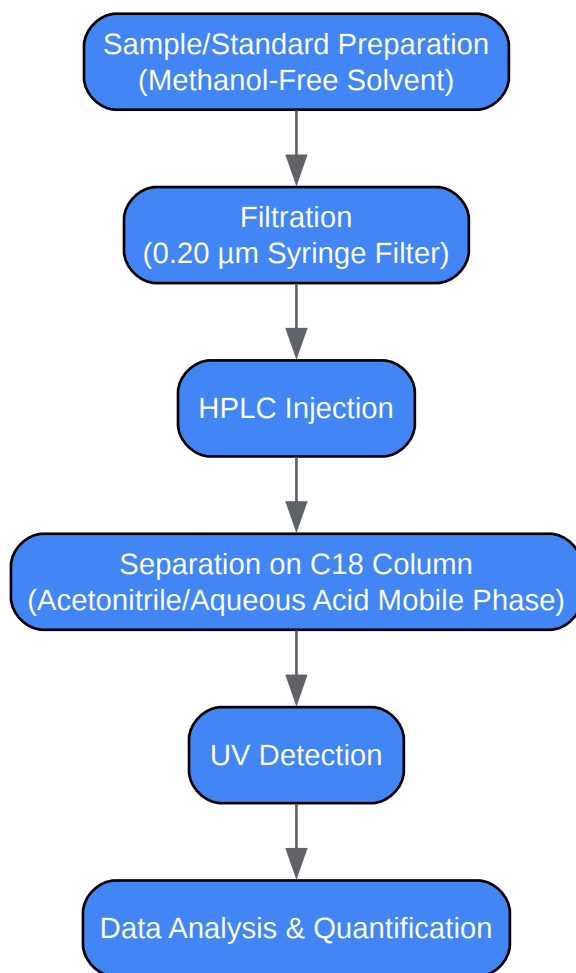 Sample/Standard Preparation
(Methanol-Free Solvent)
Filtration
(0.20 µm Syringe Filter)
HPLC Injection
Separation on C18 Column
(Acetonitrile/Aqueous Acid Mobile Phase)
UV Detection
Data Analysis & Quantification